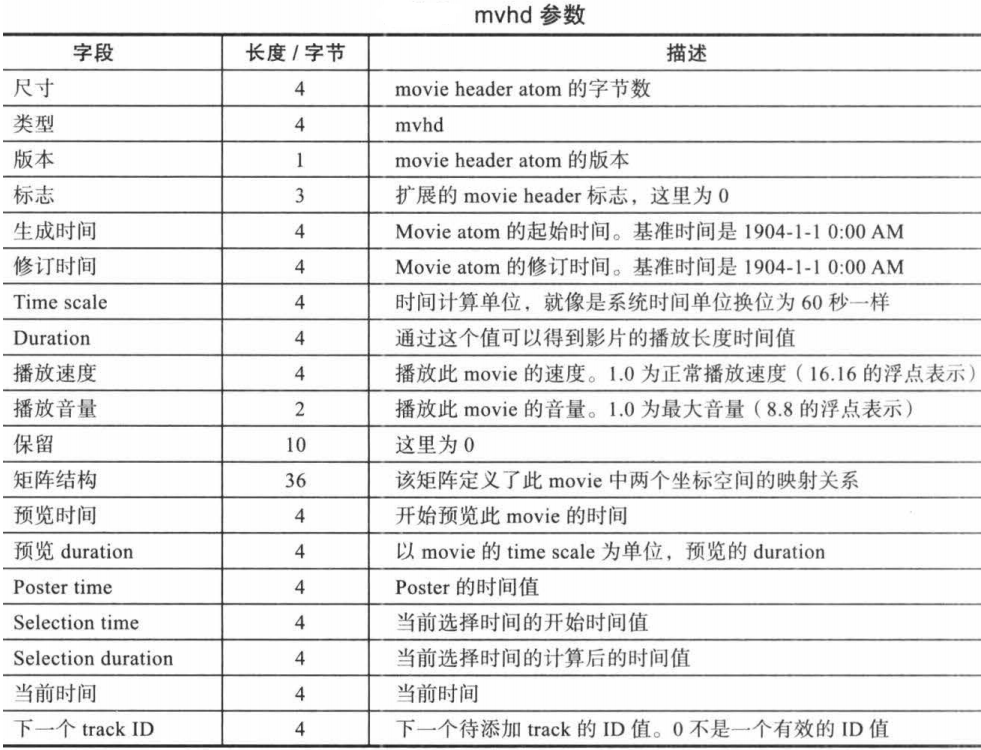 mvhd 参数
字段 长度 / 字节 描述
尺寸 4 movie header atom 的字节数
类型 4 mvhd
版本 1 movie header atom 的版本
标志 3 扩展的 movie header 标志，这里为 0
生成时间 4 Movie atom 的起始时间。基准时间是 1904-1-1 0:00 AM
修订时间 4 Movie atom 的修订时间。基准时间是 1904-1-1 0:00 AM
Time scale 4 时间计算单位，就像是系统时间单位换位为 60 秒一样
Duration 4 通过这个值可以得到影片的播放长度时间值
播放速度 4 播放此 movie 的速度。1.0 为正常播放速度（16.16 的浮点表示）
播放音量 2 播放此 movie 的音量。1.0 为最大音量（8.8 的浮点表示）
保留 10 这里为 0
矩阵结构 36 该矩阵定义了此 movie 中两个坐标空间的映射关系
预览时间 4 开始预览此 movie 的时间
预览 duration 4 以 movie 的 time scale 为单位，预览的 duration
Poster time 4 Poster 的时间值
Selection time 4 当前选择时间的开始时间值
Selection duration 4 当前选择时间的计算后的时间值
当前时间 4 当前时间
下一个 track ID 4 下一个待添加 track 的 ID 值。0 不是一个有效的 ID 值